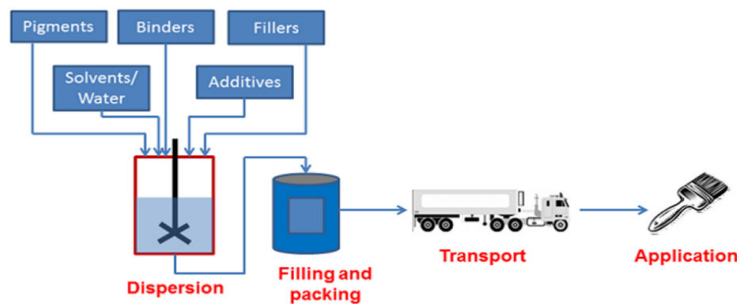 Pigments
Binders
Fillers
Solvents/
Water
Additives
Dispersion
Filling and
packing
Transport
Application